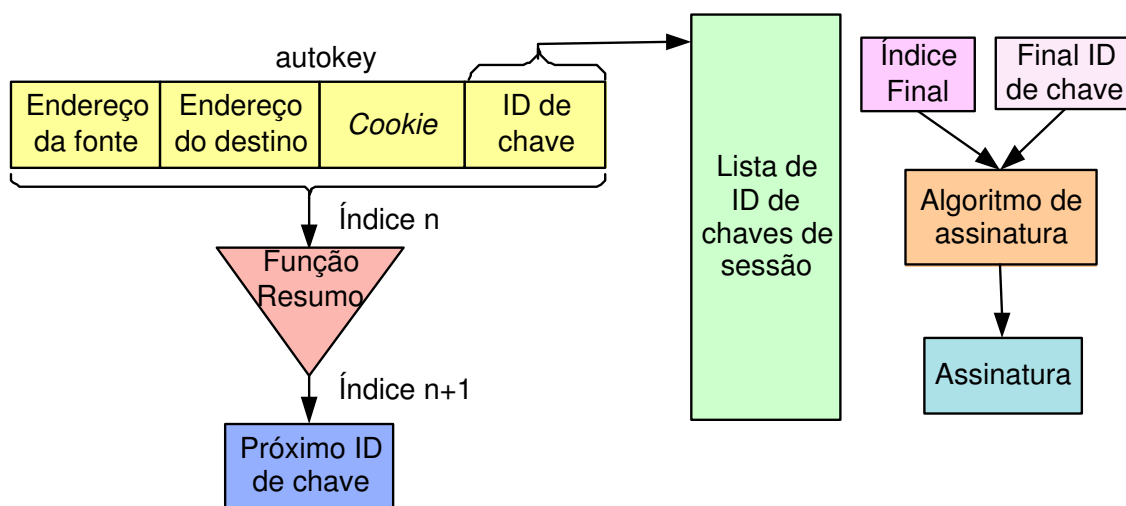 autokey
Endereço
da fonte
Endereço
do destino
Cookie
ID de
chave
Índice n
Função
Resumo
Índice n+1
Próximo ID
de chave
Lista de
ID de
chaves de
sessão
Índice
Final
Final ID
de chave
Algoritmo de
assinatura
Assinatura